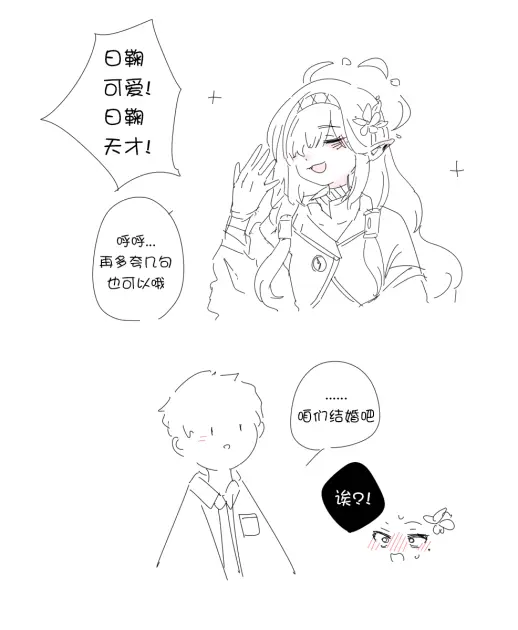 日鞠
可爱！
日鞠
天才！
呼呼...
再多夸几句
也可以哦
......
咱们结婚吧
诶？！